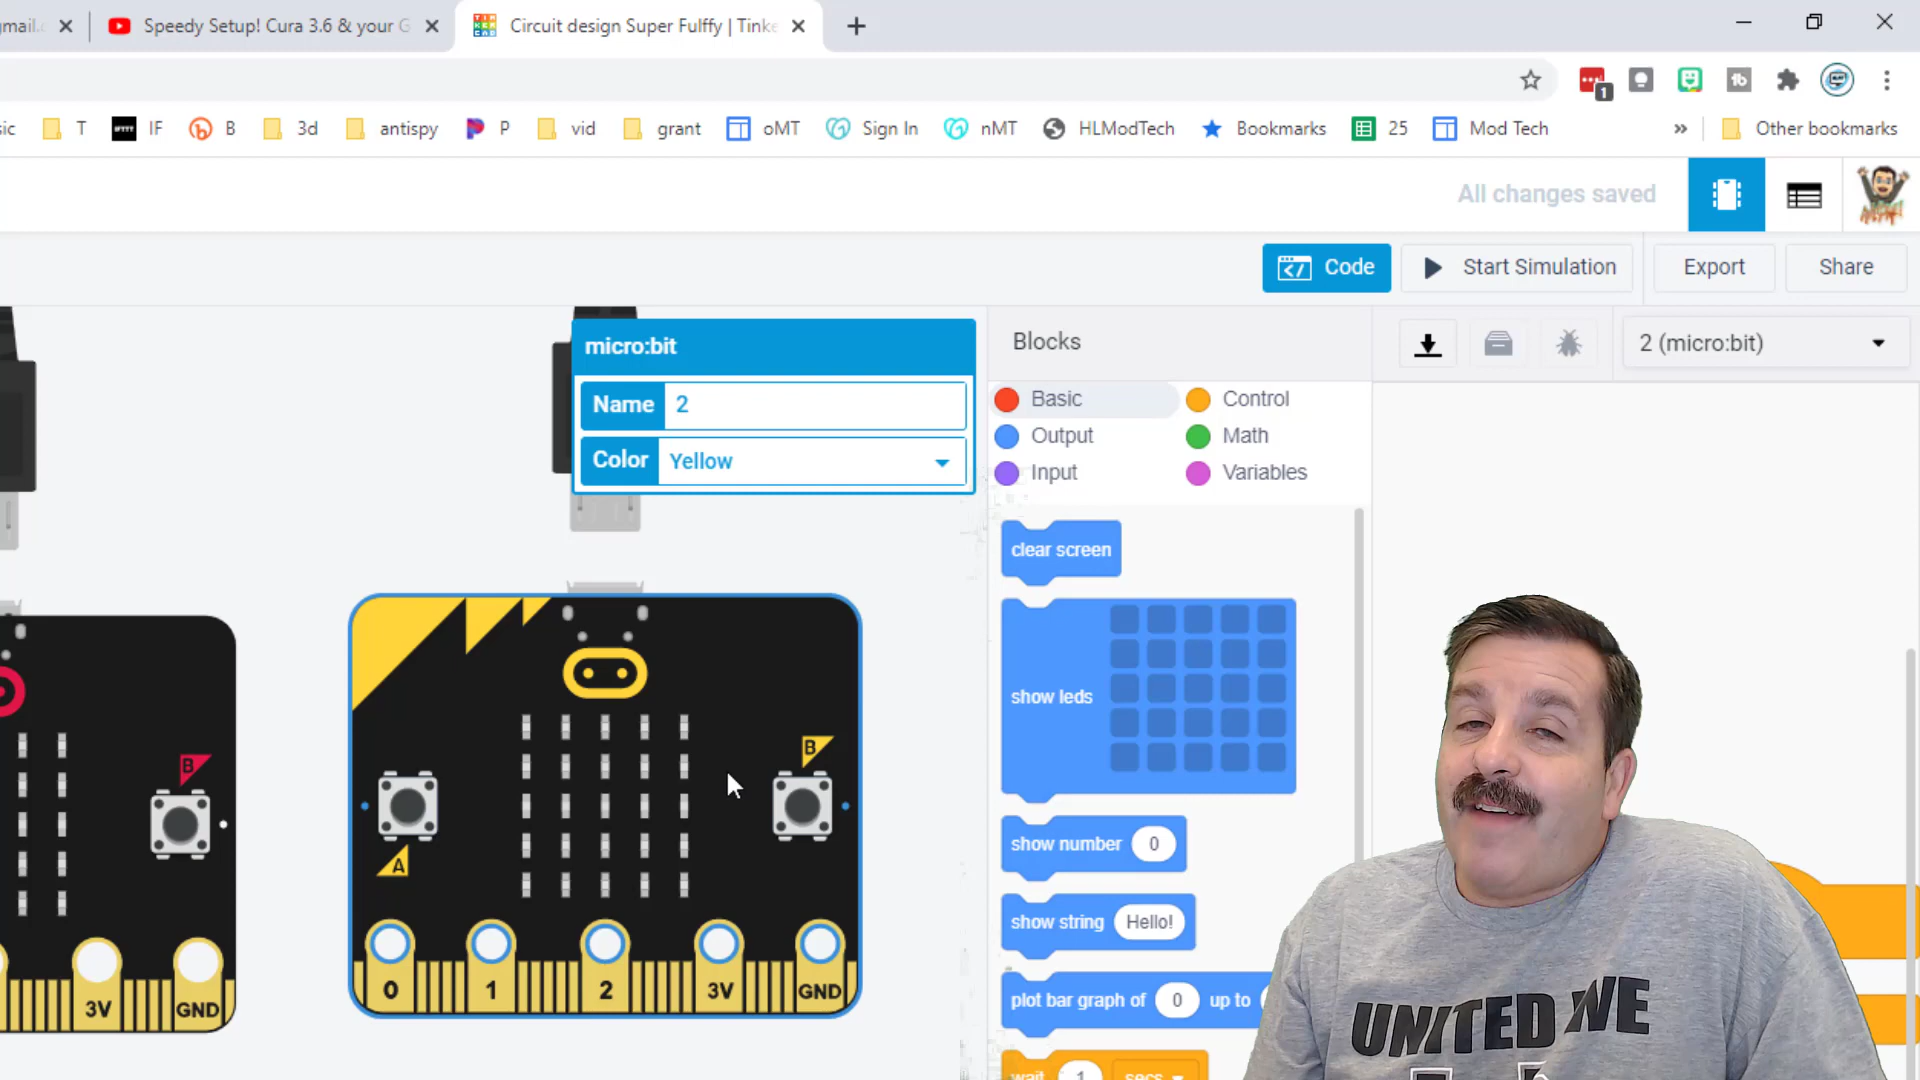 gmail.c
Speedy Setup! Cura 3.6 & your G
Circuit design Super Fulffy | Tinke
1
sic
T
IF
B
3d
antispy
P
vid
grant
oMT
Sign In
nMT
HLModTech
Bookmarks
25
Mod Tech
»
Other bookmarks
All changes saved
Code
Start Simulation
Export
Share
micro:bit
Name 2
Color Yellow
Blocks
2 (micro:bit)
Basic
Control
Output
Math
Input
Variables
clear screen
show leds
show number 0
show string Hello!
plot bar graph of 0 up to
wait 1 secs
B
B
A
3V GND
0 1 2 3V GND
UNITED WE